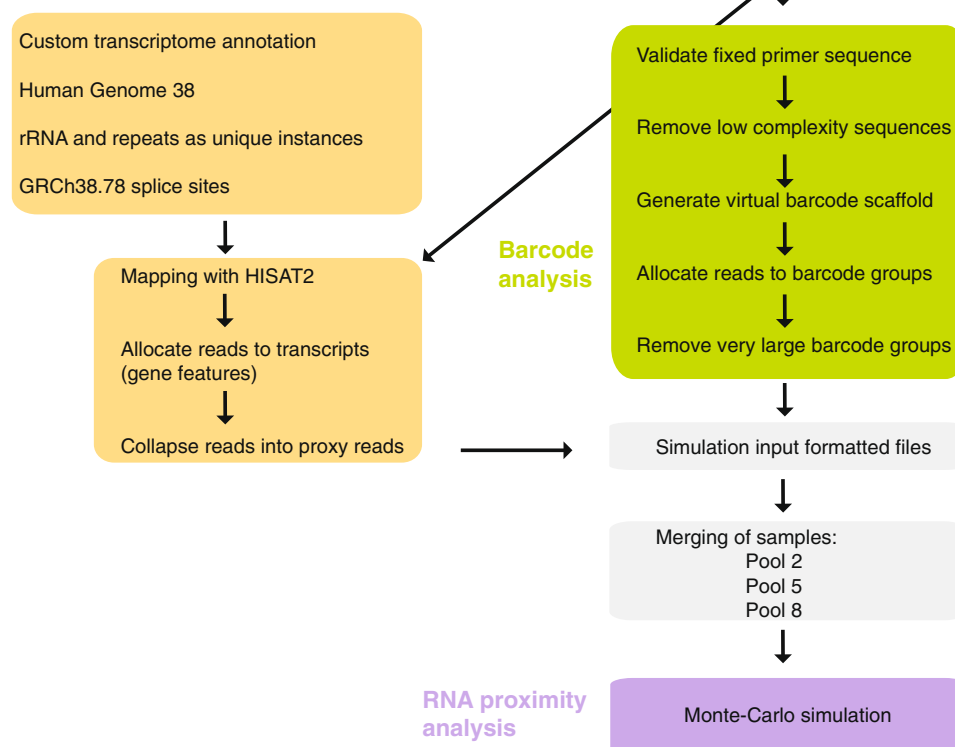 Custom transcriptome annotation
Human Genome 38
rRNA and repeats as unique instances
GRCh38.78 splice sites
Mapping with HISAT2
Allocate reads to transcripts
(gene features)
Collapse reads into proxy reads
Barcode
analysis
Validate fixed primer sequence
Remove low complexity sequences
Generate virtual barcode scaffold
Allocate reads to barcode groups
Remove very large barcode groups
Simulation input formatted files
Merging of samples:
Pool 2
Pool 5
Pool 8
RNA proximity
analysis
Monte-Carlo simulation